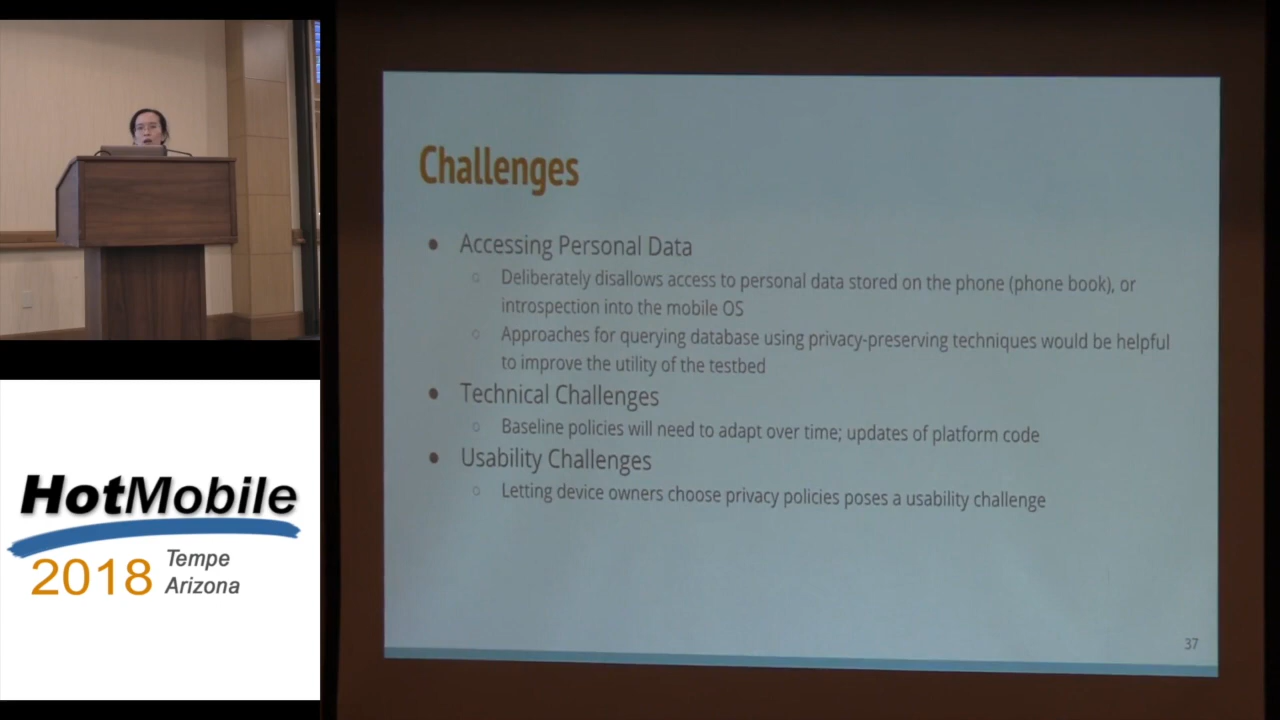 Challenges
● Accessing Personal Data
○ Deliberately disallows access to personal data stored on the phone (phone book), or
introspection into the mobile OS
○ Approaches for querying database using privacy-preserving techniques would be helpful
to improve the utility of the testbed
● Technical Challenges
○ Baseline policies will need to adapt over time; updates of platform code
● Usability Challenges
○ Letting device owners choose privacy policies poses a usability challenge
37
HotMobile
2018 Tempe
Arizona